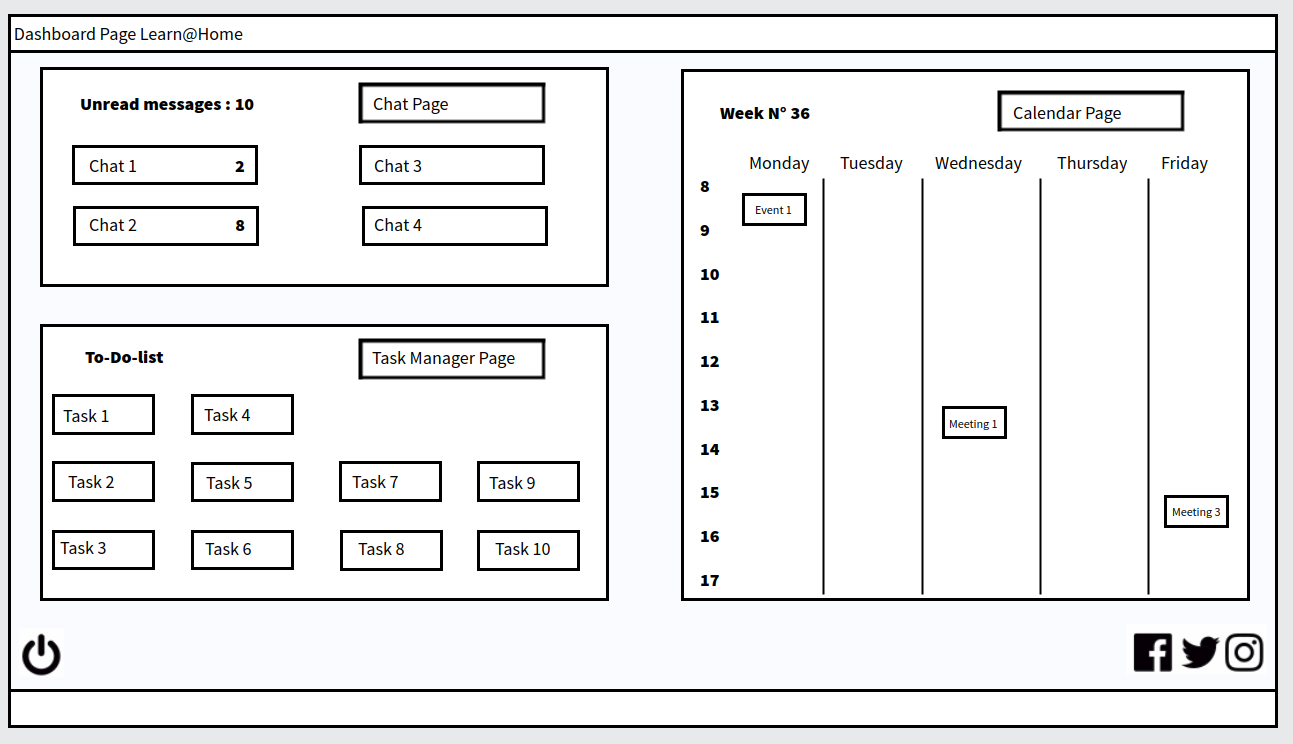 Dashboard Page Learn@Home
Unread messages : 10
Chat Page
Chat 1 2
Chat 3
Chat 2 8
Chat 4
To-Do-list
Task Manager Page
Task 1
Task 4
Task 2
Task 5
Task 7
Task 9
Task 3
Task 6
Task 8
Task 10
Week N° 36
Calendar Page
Monday Tuesday Wednesday Thursday Friday
8
Event 1
9
10
11
12
13
Meeting 1
14
15
Meeting 3
16
17